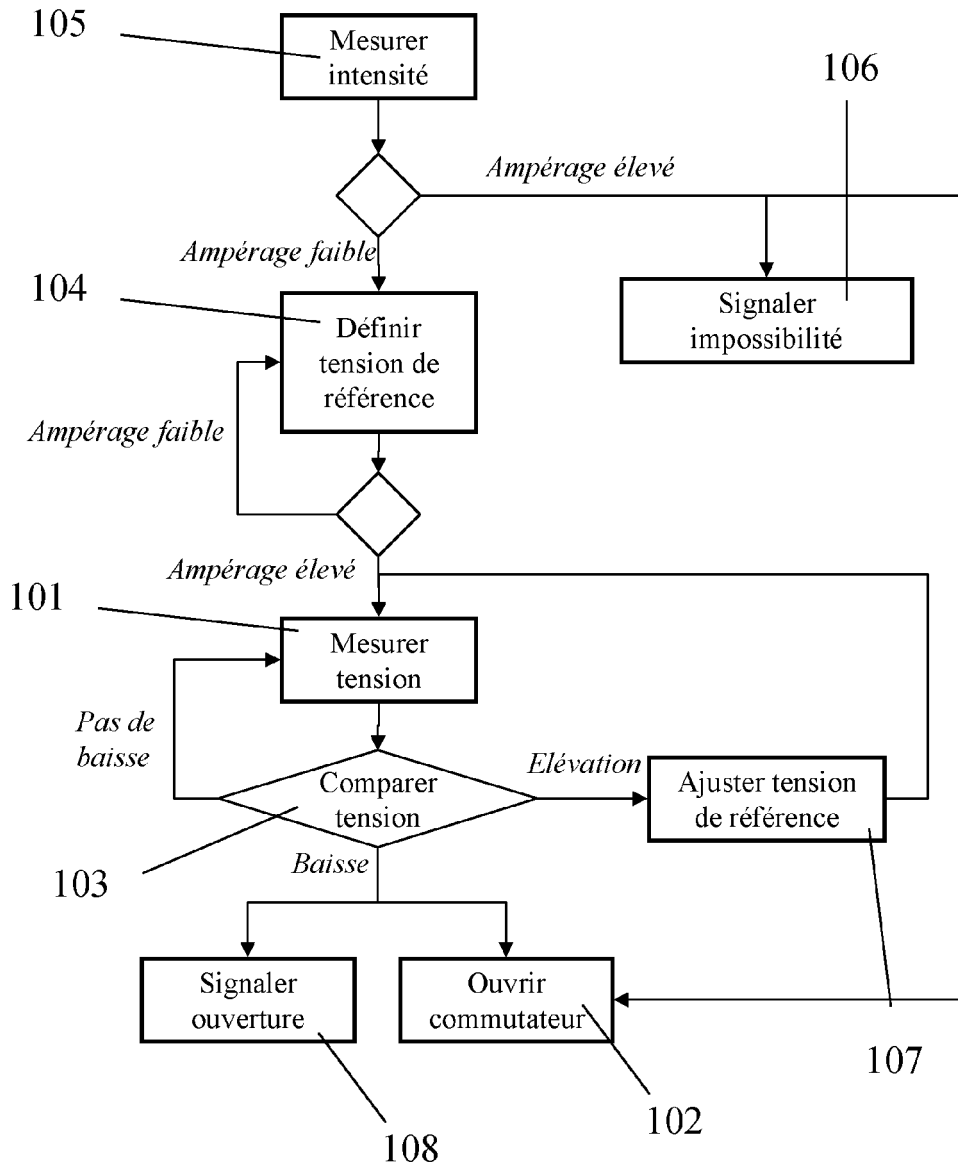 105
Mesurer
intensité
106
Ampérage élevé
Ampérage faible
104
Définir
tension de
référence
Signaler
impossibilité
Ampérage faible
Ampérage élevé
101
Mesurer
tension
Pas de
baisse
Comparer
tension
Elévation
Ajuster tension
de référence
103
Baisse
Signaler
ouverture
Ouvrir
commutateur
107
108
102